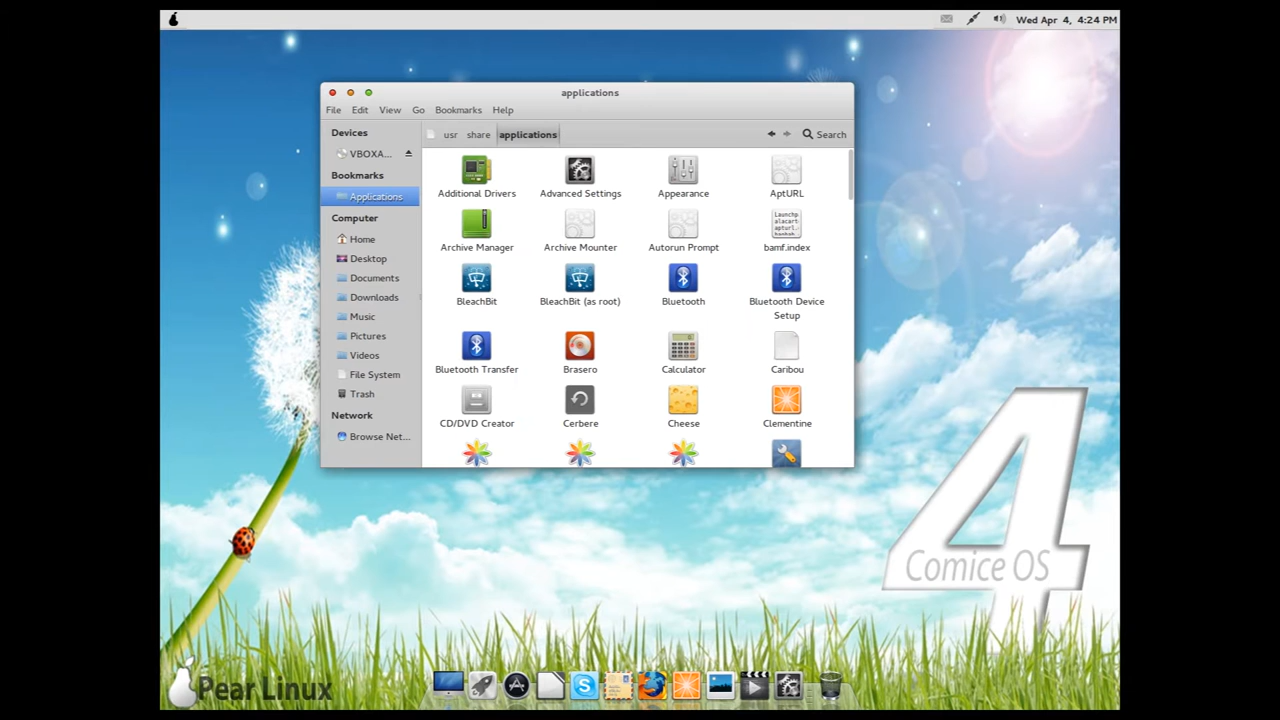 Wed Apr 4, 4:24 PM
applications
File Edit View Go Bookmarks Help
usr share applications Search
Devices
VBOXA...
Bookmarks
Applications
Computer
Home
Desktop
Documents
Downloads
Music
Pictures
Videos
File System
Trash
Network
Browse Net...
Additional Drivers Advanced Settings Appearance AptURL
Archive Manager Archive Mounter Autorun Prompt bamf.index
BleachBit BleachBit (as root) Bluetooth Bluetooth Device
Setup
Bluetooth Transfer Brasero Calculator Caribou
CD/DVD Creator Cerbere Cheese Clementine
4
Comice OS
Pear Linux